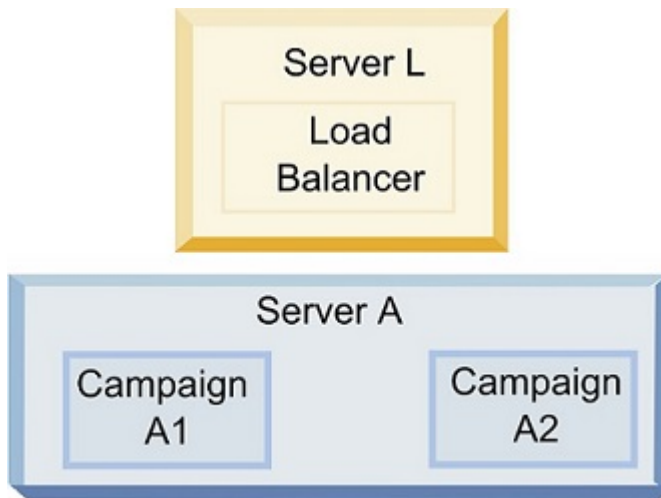 Server L
Load
Balancer
Server A
Campaign
A1
Campaign
A2